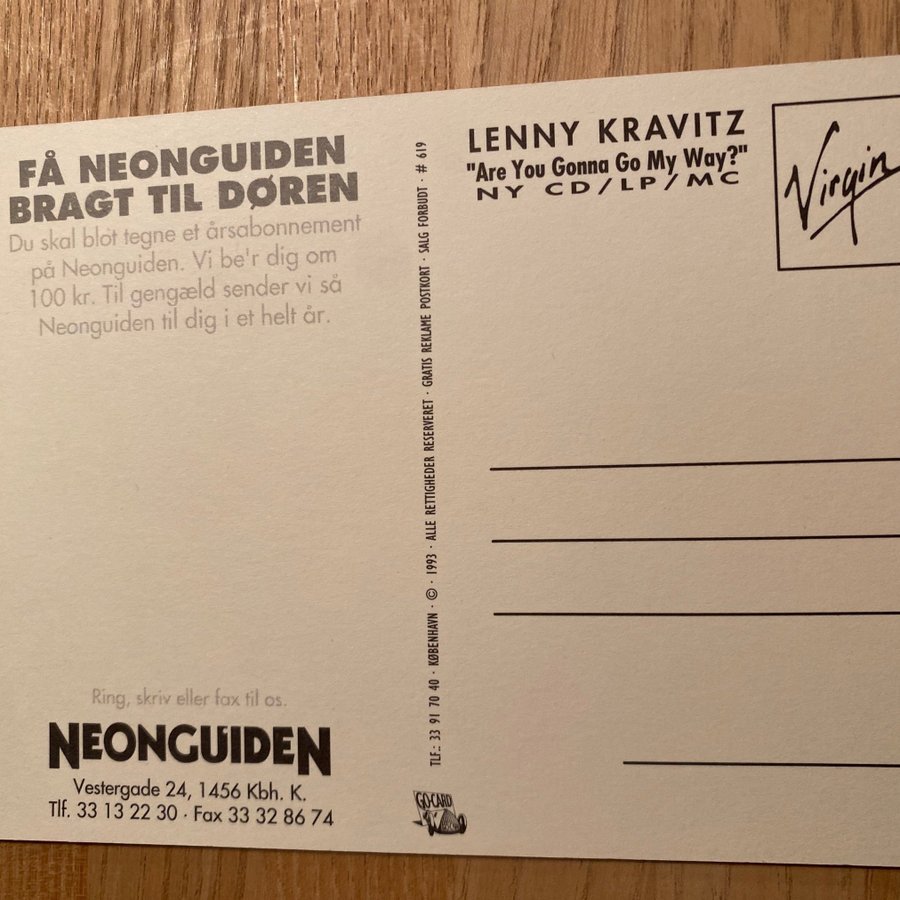 FÅ NEONGUIDEN
BRAGT TIL DØREN
Du skal blot tegne et årsabonnement
på Neonguiden. Vi be'r dig om
100 kr. Til gengæld sender vi så
Neonguiden til dig i et helt år.
Ring, skriv eller fax til os.
NEONGUIDEN
Vestergade 24, 1456 Kbh. K.
Tlf. 33 13 22 30 · Fax 33 32 86 74
TLF.: 33 91 70 40 · KØBENHAVN · © · 1993 · ALLE RETTIGHEDER RESERVERET · GRATIS REKLAME POSTKORT · SALG FORBUDT · # 619
GO-CARD
LENNY KRAVITZ
"Are You Gonna Go My Way?"
NY CD/LP/MC
Virgin